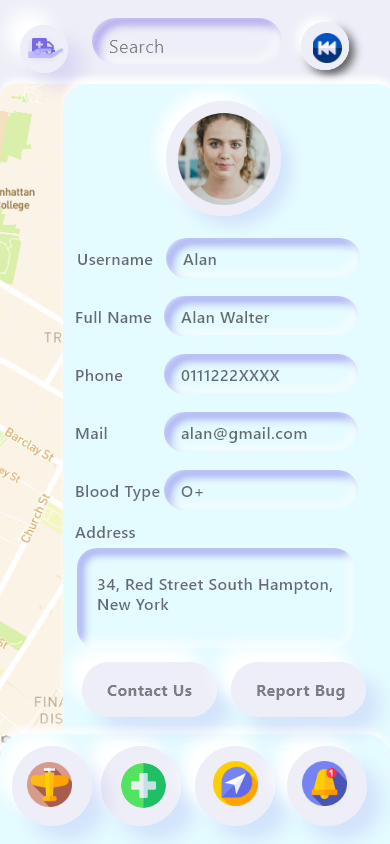 Search
nhattan
College
TR
Barclay St
ey St
Church St
St
FINA
DIS
Username
Alan
Full Name
Alan Walter
Phone
0111222XXXX
Mail
alan@gmail.com
Blood Type
O+
Address
34, Red Street South Hampton,
New York
Contact Us
Report Bug
1